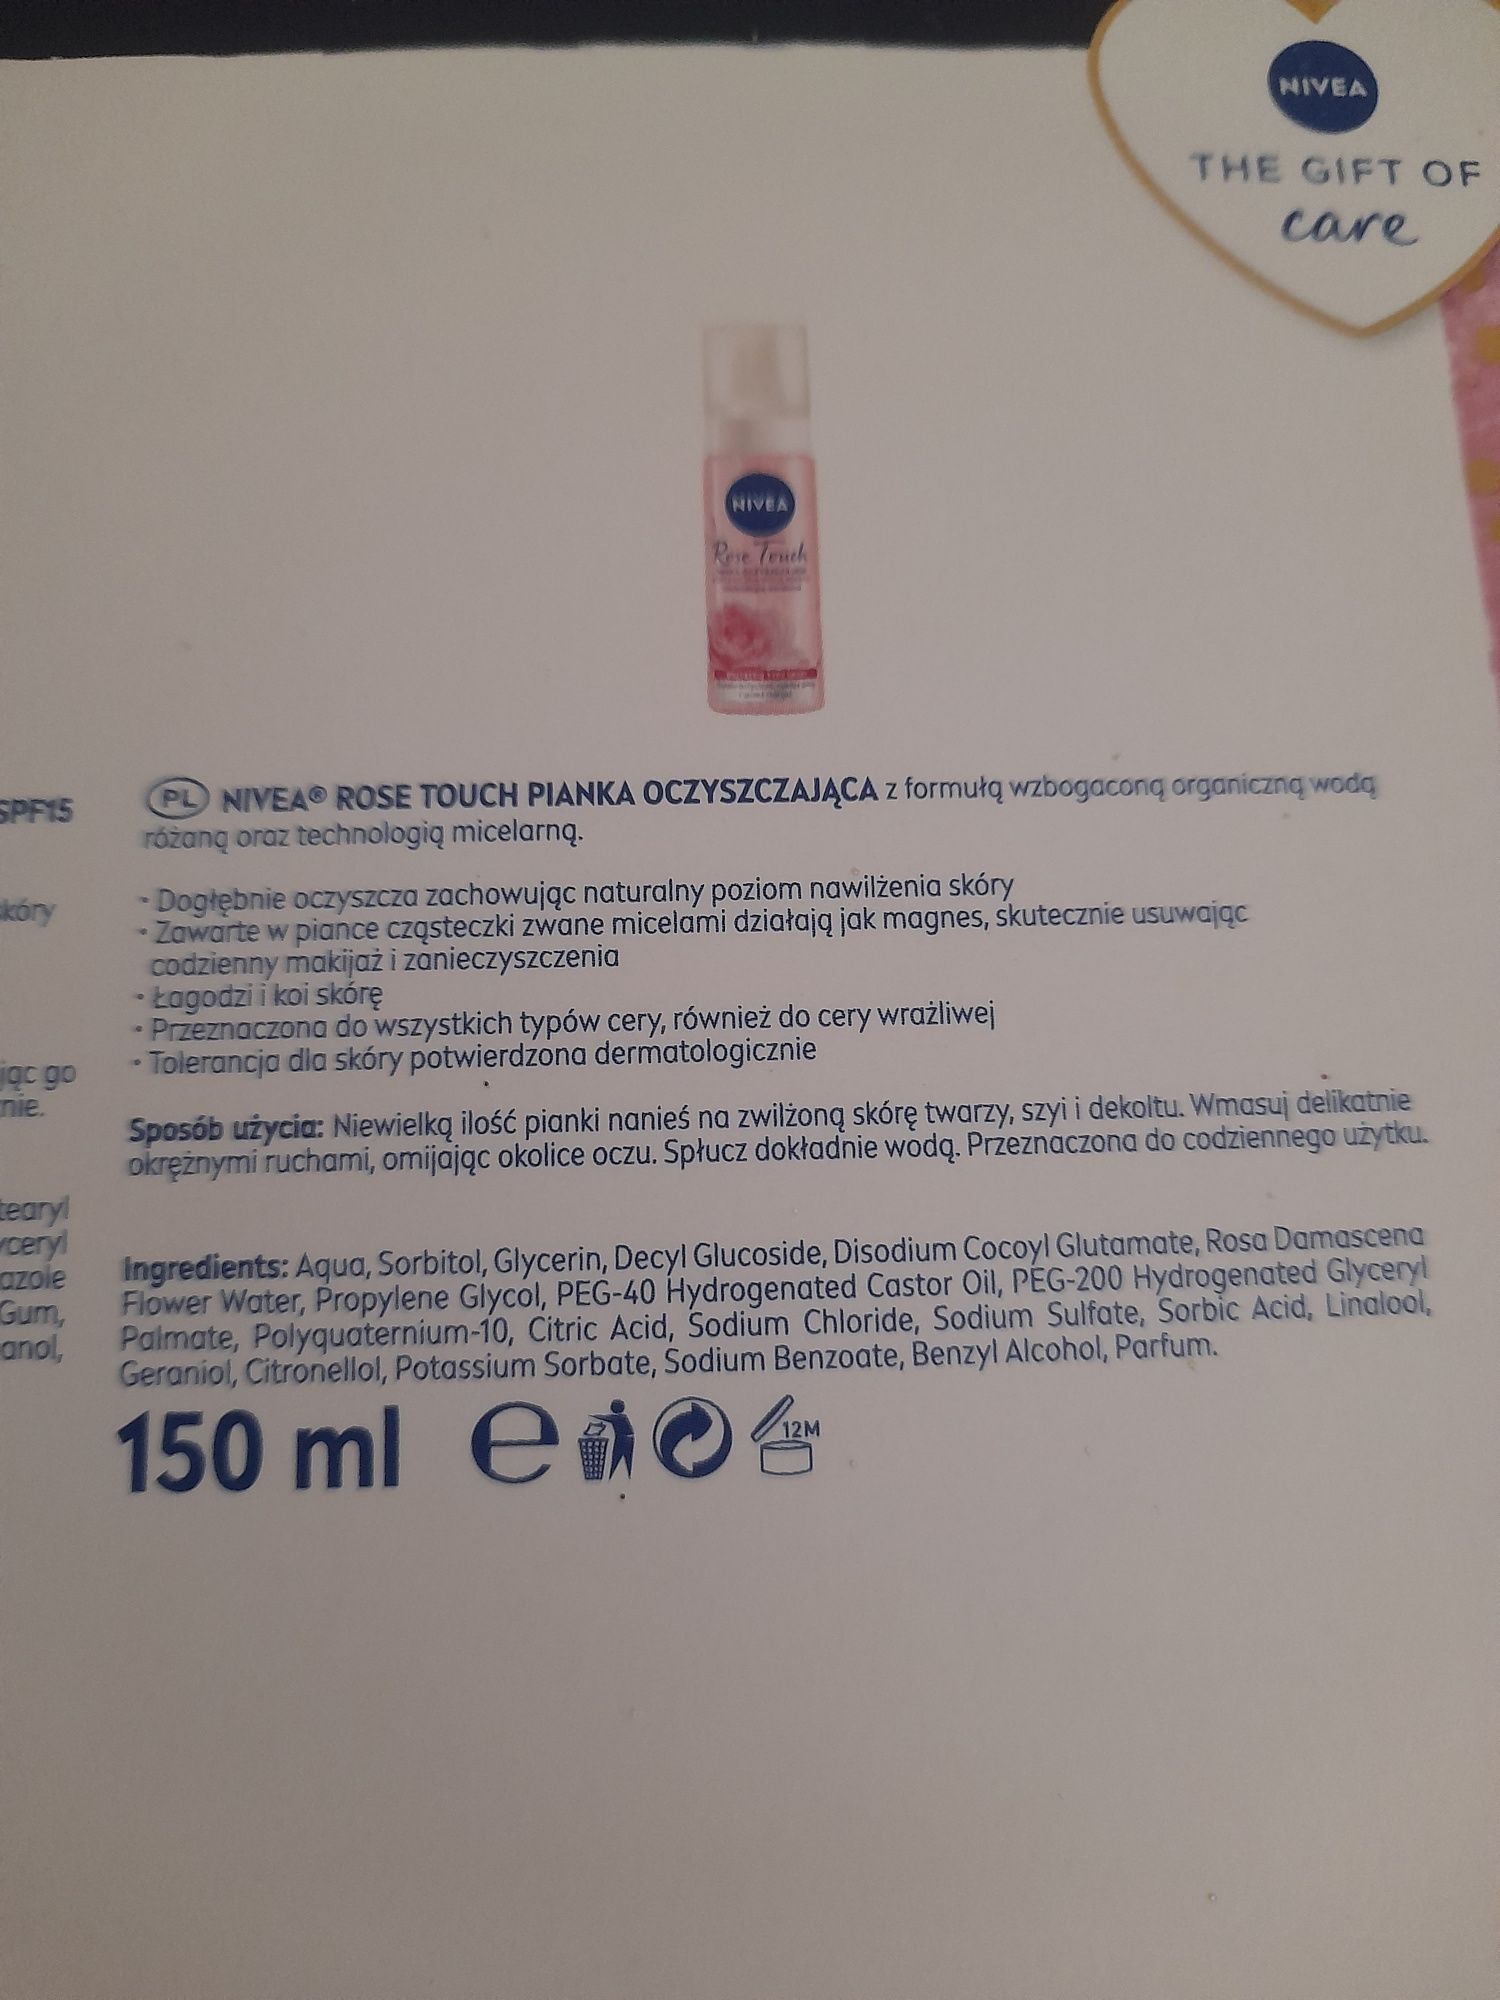 NIVEA
THE GIFT OF
care
NIVEA
Rose Touch
SPF15
skóry
jąc go
nie.
tearyl
yceryl
azole
Gum,
anol,
PL NIVEA® ROSE TOUCH PIANKA OCZYSZCZAJĄCA z formułą wzbogaconą organiczną wodą
różaną oraz technologią micelarną.
• Dogłębnie oczyszcza zachowując naturalny poziom nawilżenia skóry
• Zawarte w piance cząsteczki zwane micelami działają jak magnes, skutecznie usuwając
codzienny makijaż i zanieczyszczenia
• Łagodzi i koi skórę
• Przeznaczona do wszystkich typów cery, również do cery wrażliwej
• Tolerancja dla skóry potwierdzona dermatologicznie
Sposób użycia: Niewielką ilość pianki nanieś na zwilżoną skórę twarzy, szyi i dekoltu. Wmasuj delikatnie
okrężnymi ruchami, omijając okolice oczu. Spłucz dokładnie wodą. Przeznaczona do codziennego użytku.
Ingredients: Aqua, Sorbitol, Glycerin, Decyl Glucoside, Disodium Cocoyl Glutamate, Rosa Damascena
Flower Water, Propylene Glycol, PEG-40 Hydrogenated Castor Oil, PEG-200 Hydrogenated Glyceryl
Palmate, Polyquaternium-10, Citric Acid, Sodium Chloride, Sodium Sulfate, Sorbic Acid, Linalool,
Geraniol, Citronellol, Potassium Sorbate, Sodium Benzoate, Benzyl Alcohol, Parfum.
150 ml e 12M